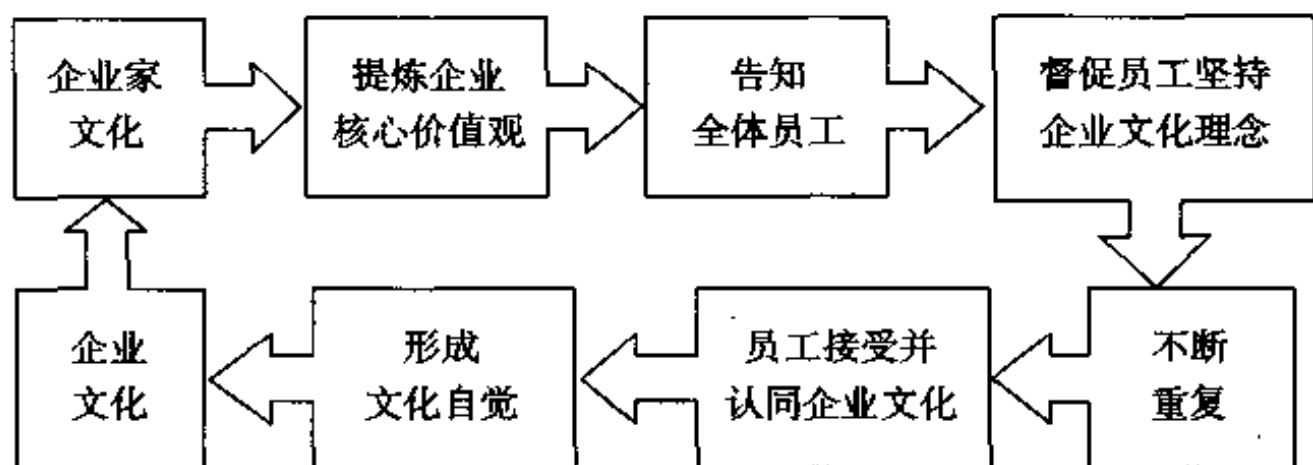 企业家
文化
提炼企业
核心价值观
告知
全体员工
督促员工坚持
企业文化理念
不断
重复
员工接受并
认同企业文化
形成
文化自觉
企业
文化